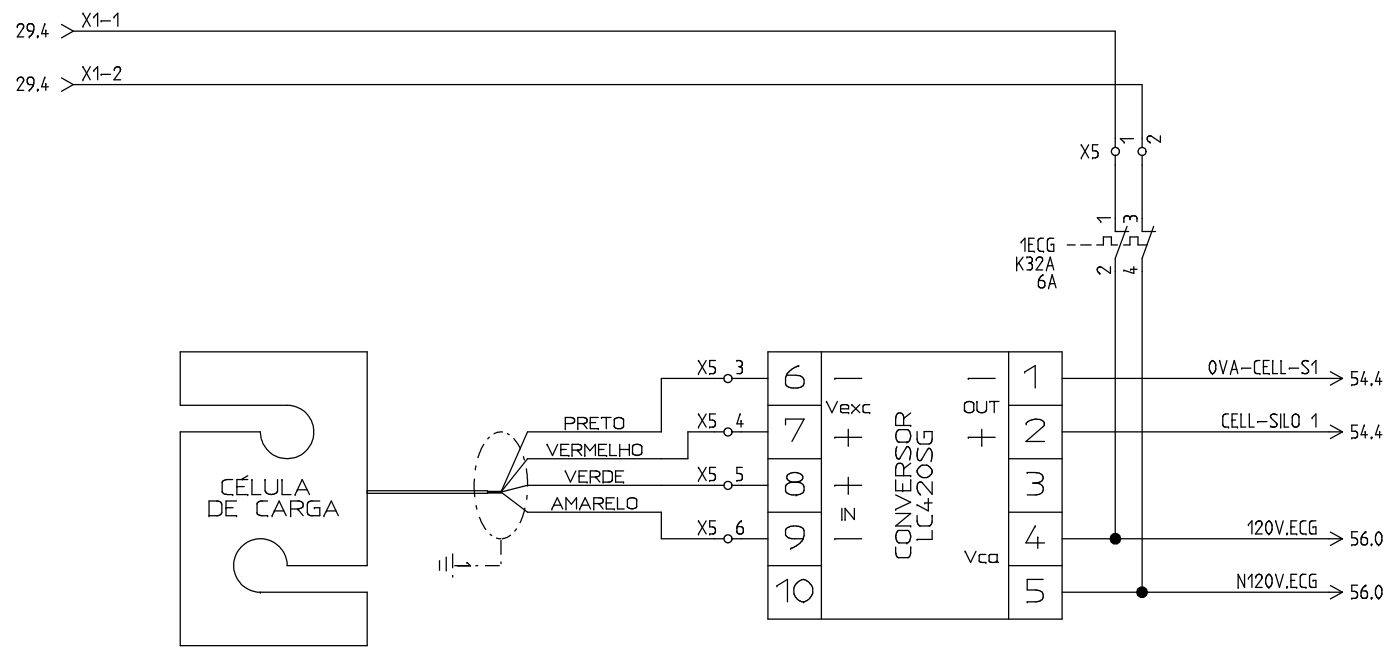 29.4 X1-1
29.4 X1-2
X5 1 2
1 3
1ECG
K32A
6A
2 4
X5 3 6 — — 1 0VA-CELL-S1 54.4
Vexc OUT
PRETO X5 4 7 + + 2 CELL-SILO 1 54.4
VERMELHO
VERDE X5 5 8 + 3
IN
AMARELO X5 6 9 — 4 120V.ECG 56.0
Vca
10 5 N120V.ECG 56.0
CÉLULA
DE CARGA
CONVERSOR
LC420SG